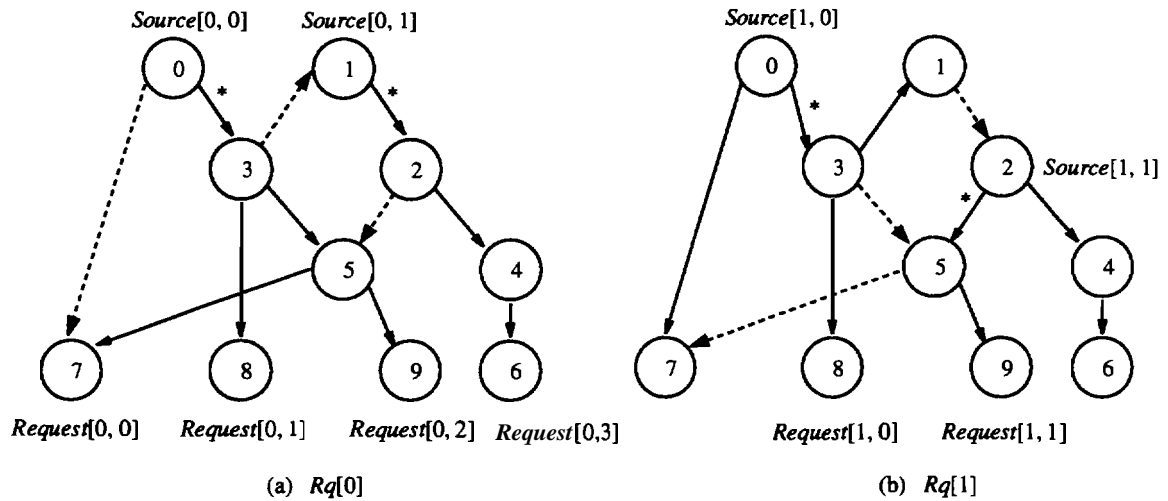 Source[0, 0] Source[0, 1]
0 1
* *
3 2
5 4
7 8 9 6
Request[0, 0] Request[0, 1] Request[0, 2] Request[0,3]
(a) Rq[0]
Source[1, 0]
0 1
*
3 2 Source[1, 1]
*
5 4
7 8 9 6
Request[1, 0] Request[1, 1]
(b) Rq[1]